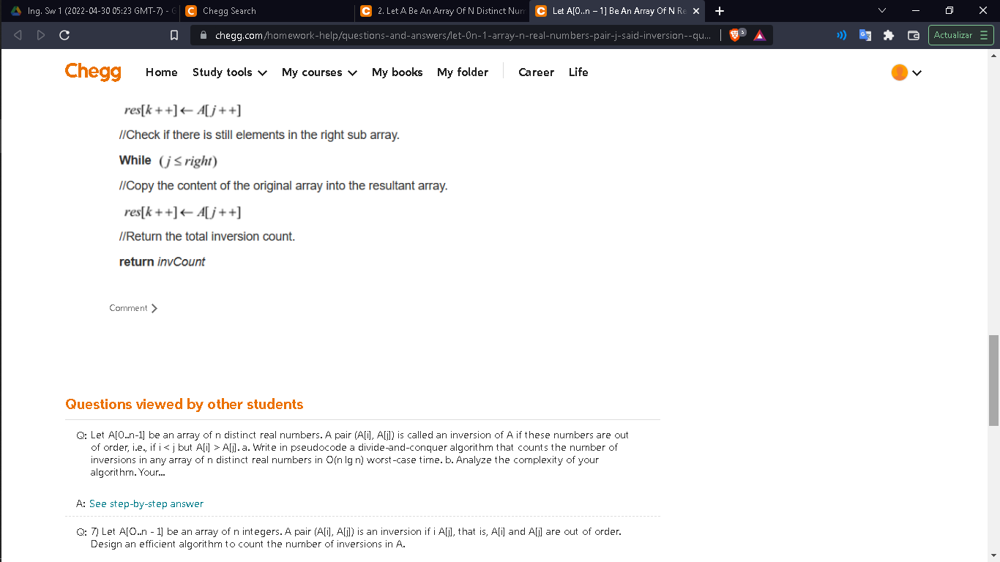 Ing. Sw 1 (2022-04-30 05:23 GMT-7) - G
Chegg Search
2. Let A Be An Array Of N Distinct Num
Let A[0..n – 1] Be An Array Of N Re
chegg.com/homework-help/questions-and-answers/let-0n-1-array-n-real-numbers-pair-j-said-inversion--qu...
Actualizar
Chegg
Home Study tools My courses My books My folder Career Life
res[k++]← A[j++]
//Check if there is still elements in the right sub array.
While (j ≤ right)
//Copy the content of the original array into the resultant array.
res[k++]← A[j++]
//Return the total inversion count.
return invCount
Comment
Questions viewed by other students
Q: Let A[0..n-1] be an array of n distinct real numbers. A pair (A[i], A[j]) is called an inversion of A if these numbers are out
of order, i.e., if i < j but A[i] > A[j]. a. Write in pseudocode a divide-and-conquer algorithm that counts the number of
inversions in any array of n distinct real numbers in O(n lg n) worst-case time. b. Analyze the complexity of your
algorithm. Your...
A: See step-by-step answer
Q: 7) Let A[O..n - 1] be an array of n integers. A pair (A[i], A[j]) is an inversion if i A[j], that is, A[i] and A[j] are out of order.
Design an efficient algorithm to count the number of inversions in A.